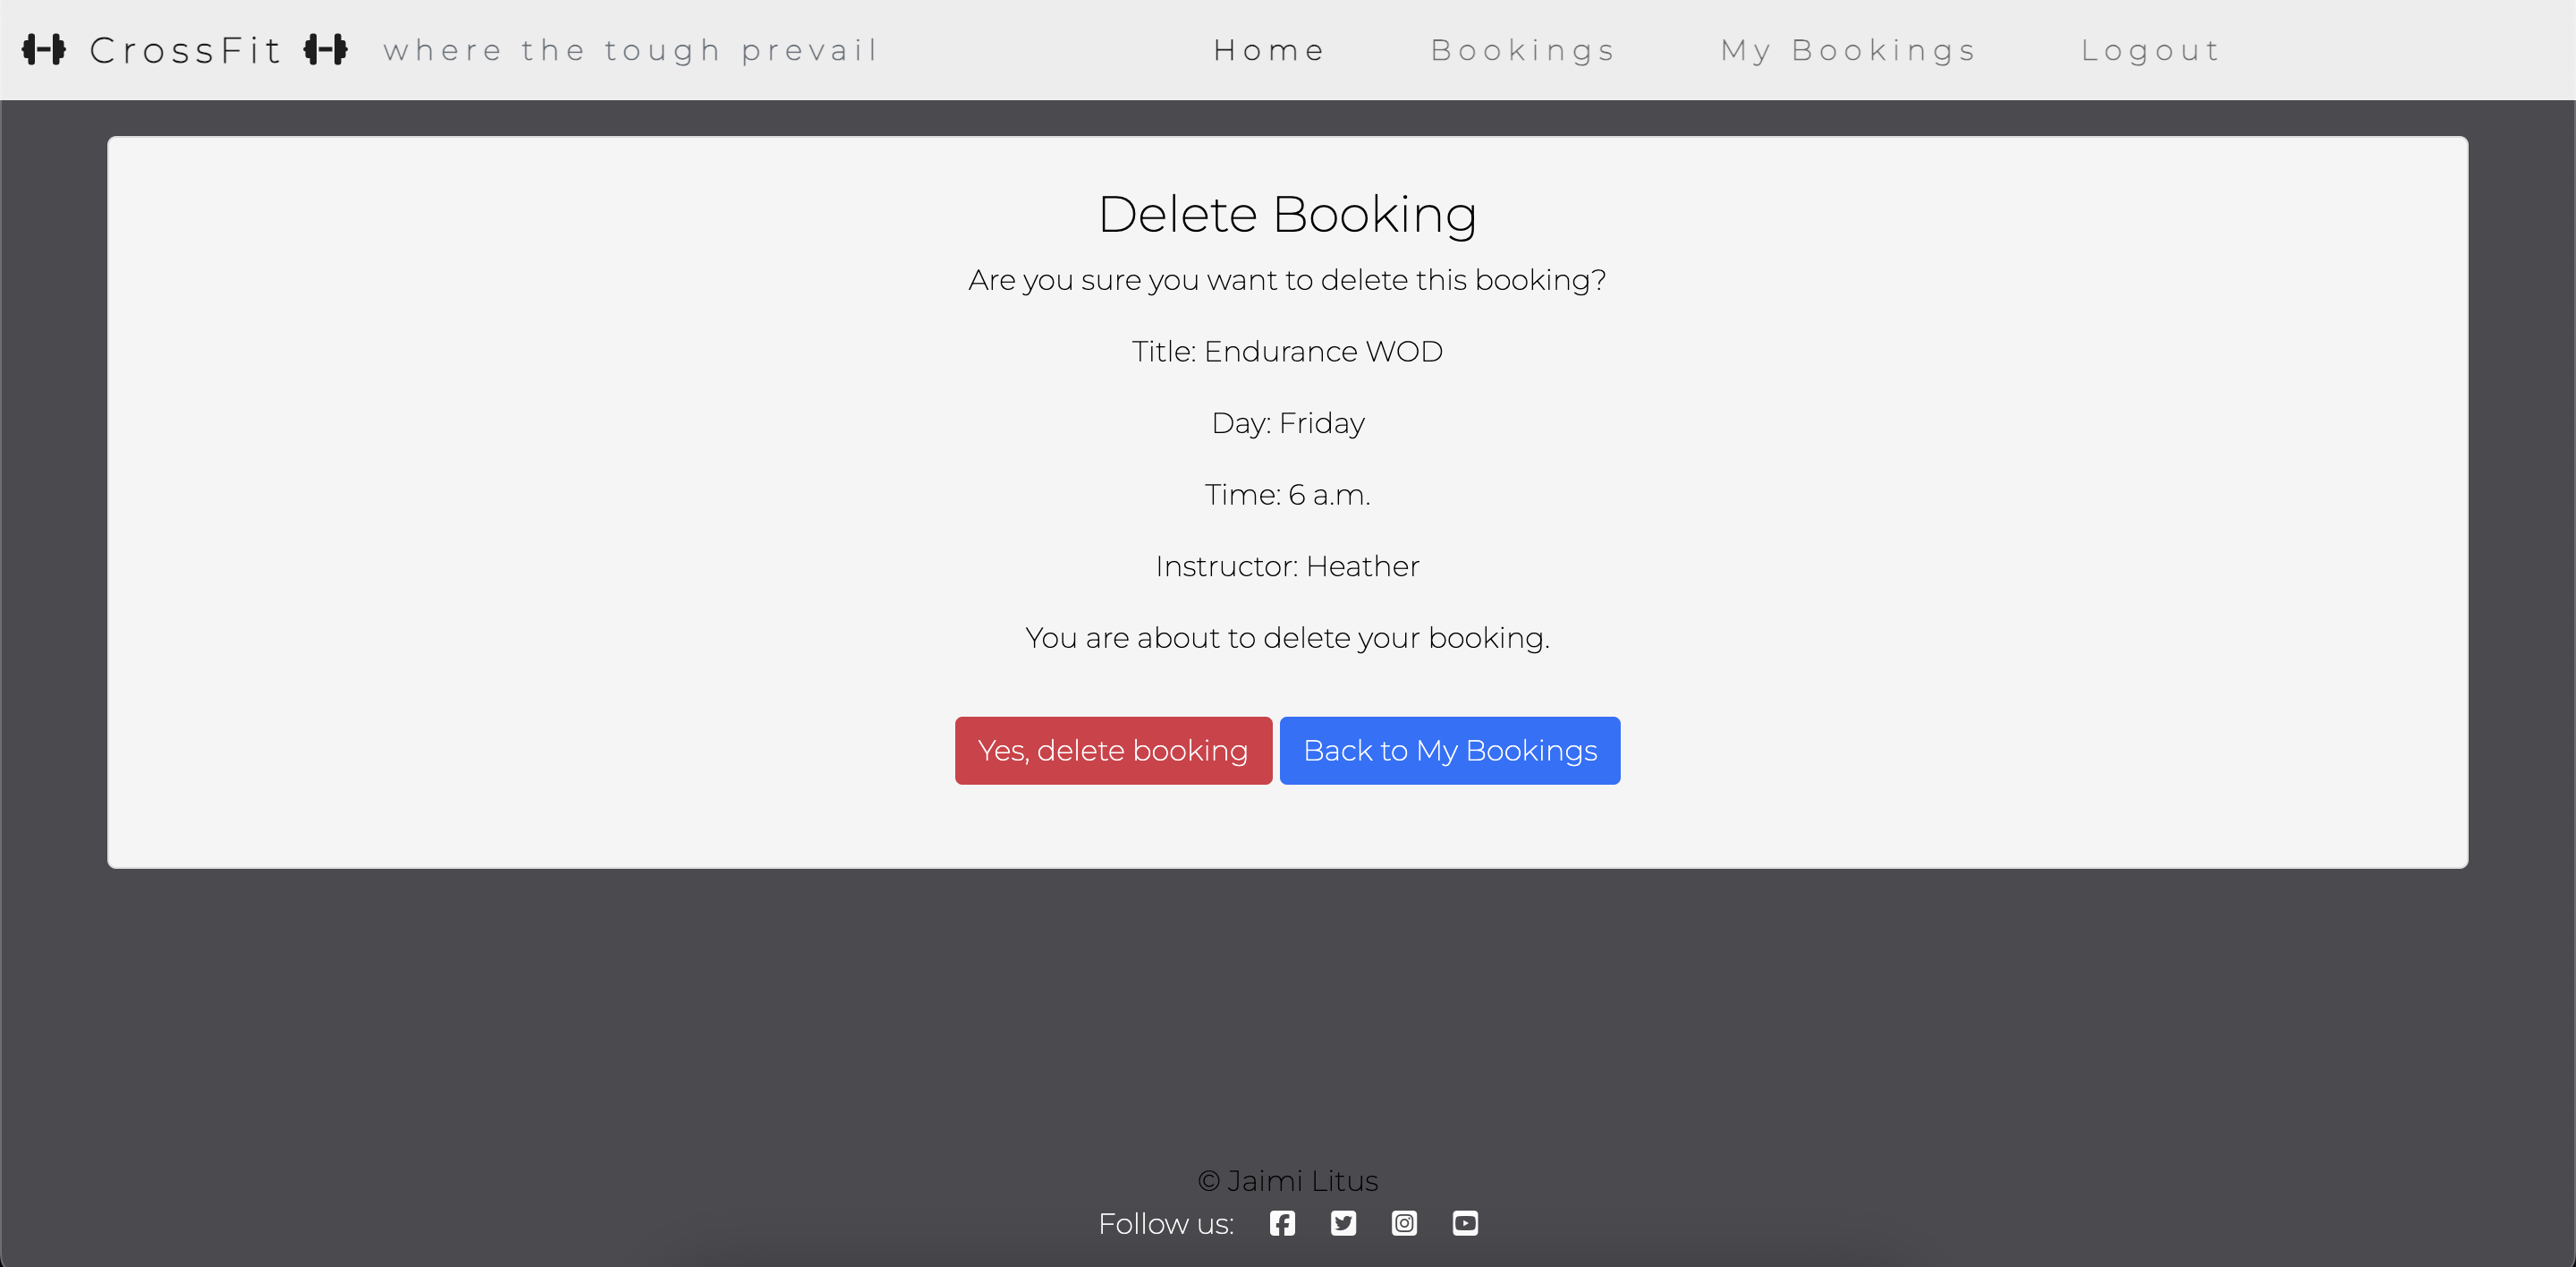 CrossFit where the tough prevail Home Bookings My Bookings Logout
Delete Booking
Are you sure you want to delete this booking?
Title: Endurance WOD
Day: Friday
Time: 6 a.m.
Instructor: Heather
You are about to delete your booking.
Yes, delete booking Back to My Bookings
© Jaimi Litus
Follow us: